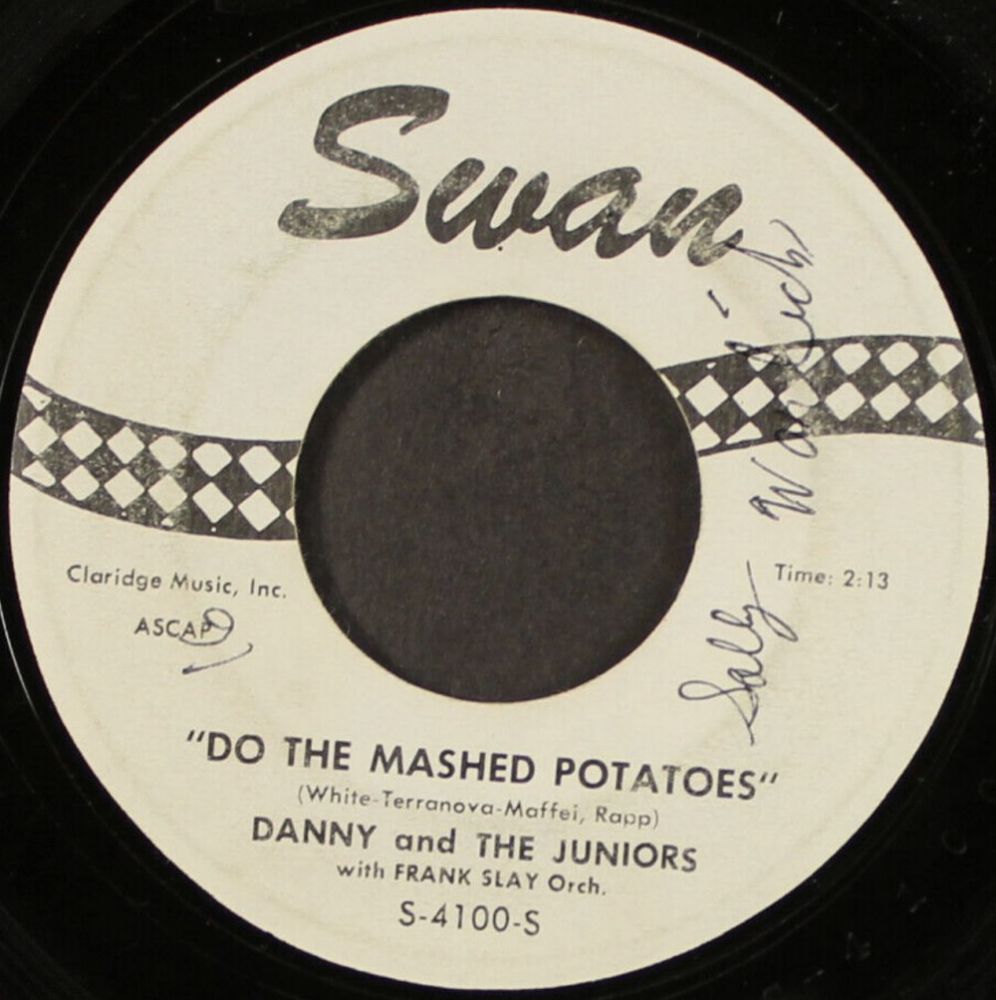 Swan
Claridge Music, Inc.
ASCAP
Time: 2:13
Sally
"DO THE MASHED POTATOES"
(White-Terranova-Maffei, Rapp)
DANNY and THE JUNIORS
with FRANK SLAY Orch.
S-4100-S